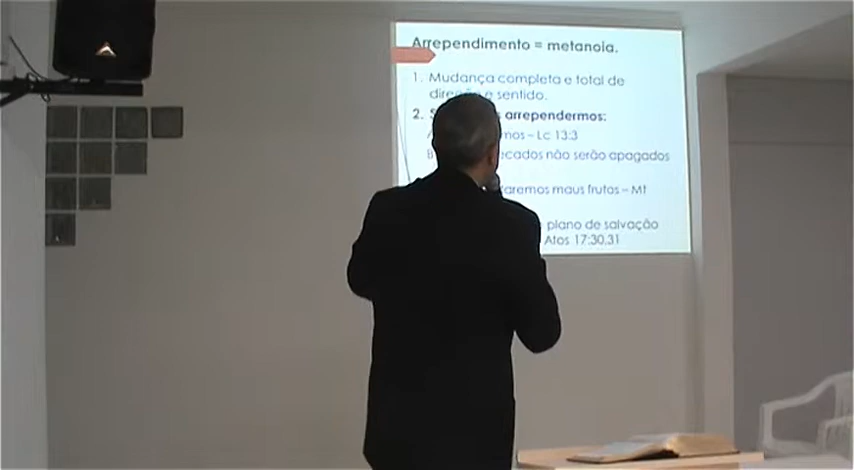 Arrependimento = metanoia.
1. Mudança completa e total de
e sentido.
2. arrependermos:
– Lc 13:3
não serão apagados
maus frutos – Mt
plano de salvação
Atos 17:30,31